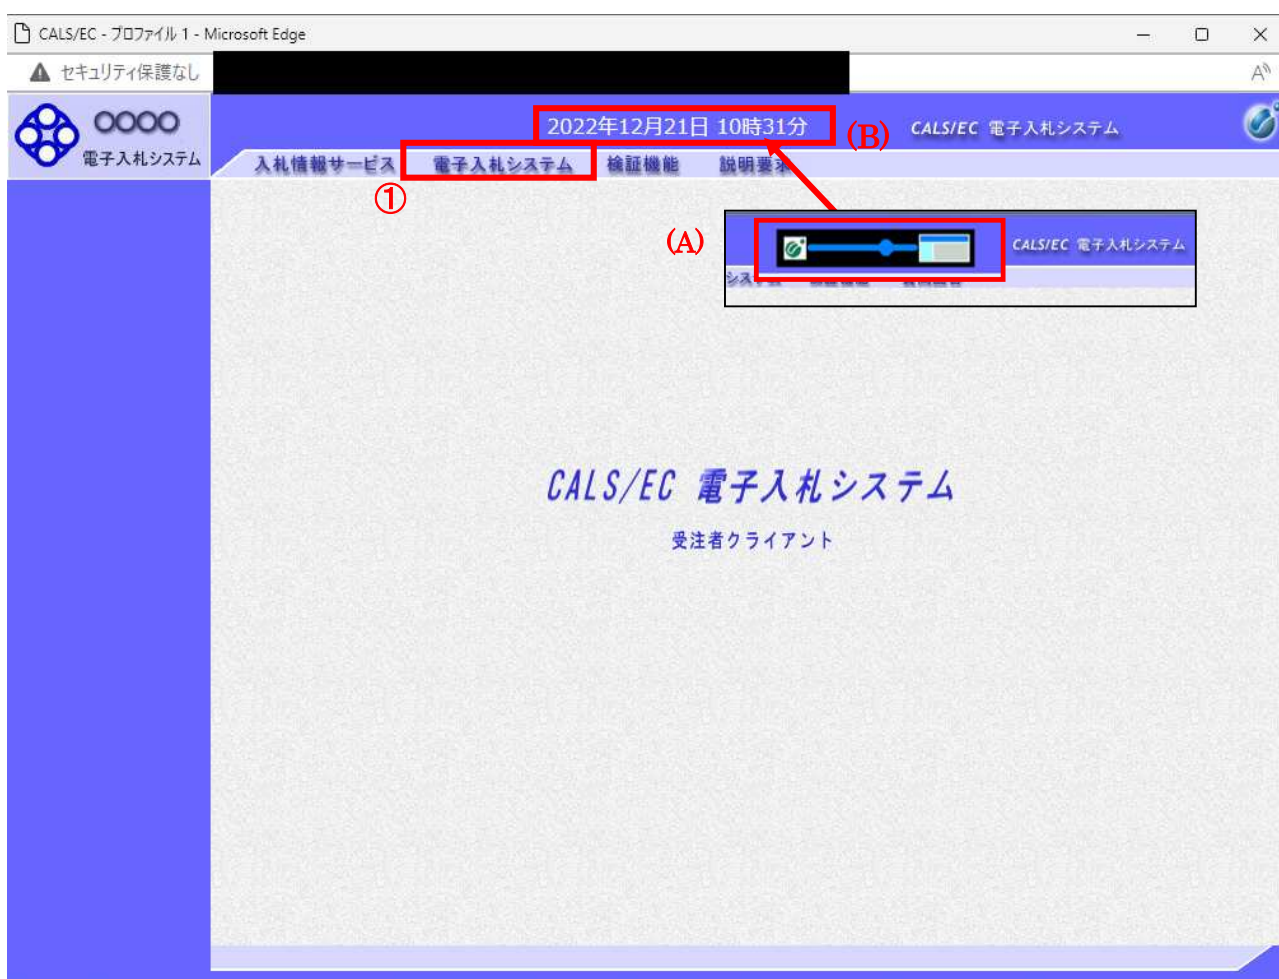 CALS/EC - プロファイル 1 - Microsoft Edge
セキュリティ保護なし
〇〇〇〇
電子入札システム
2022年12月21日 10時31分
(B)
CALS/EC 電子入札システム
入札情報サービス 電子入札システム 検証機能 説明要求
①
(A)
CALS/EC 電子入札システム
システム
CALS/EC 電子入札システム
受注者クライアント